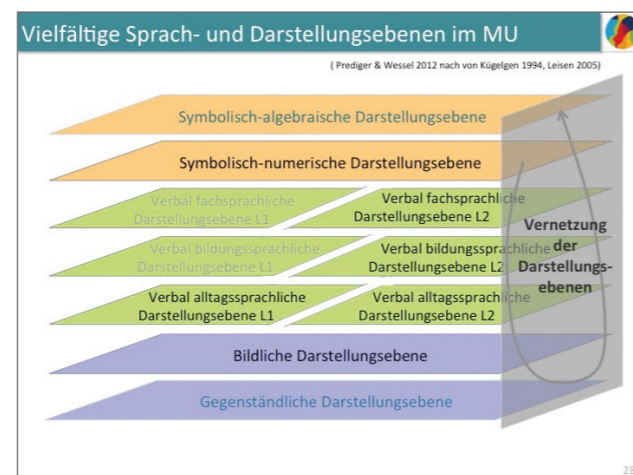 Vielfältige Sprach- und Darstellungsebenen im MU
( Prediger & Wessel 2012 nach von Kügelgen 1994, Leisen 2005)
Symbolisch-algebraische Darstellungsebene
Symbolisch-numerische Darstellungsebene
Verbal fachsprachliche
Darstellungsebene L1
Verbal fachsprachliche
Darstellungsebene L2
Verbal bildungssprachliche
Darstellungsebene L1
Verbal bildungssprachliche
Darstellungsebene L2
Verbal alltagssprachliche
Darstellungsebene L1
Verbal alltagssprachliche
Darstellungsebene L2
Bildliche Darstellungsebene
Gegenständliche Darstellungsebene
Vernetzung
der
Darstellungs-
ebenen
28